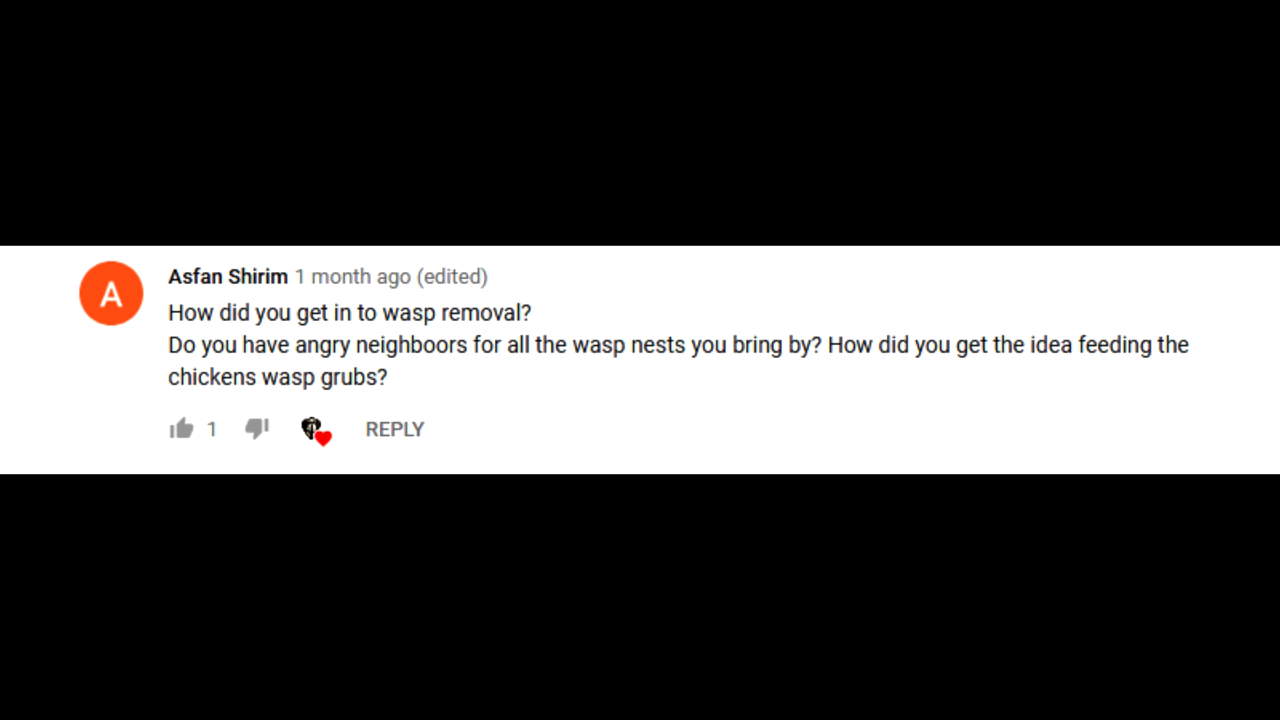 A
Asfan Shirim 1 month ago (edited)
How did you get in to wasp removal?
Do you have angry neighboors for all the wasp nests you bring by? How did you get the idea feeding the
chickens wasp grubs?
1 REPLY